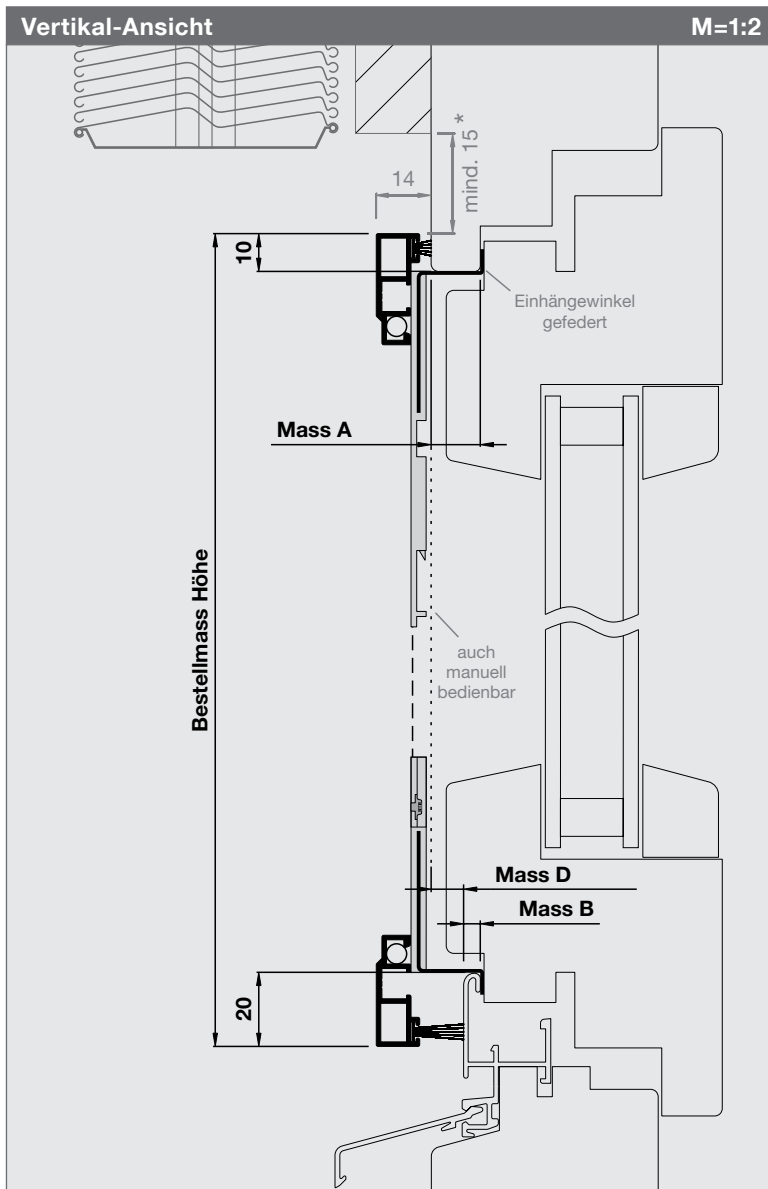 Vertikal-Ansicht M=1:2
mind. 15 *
14
10
Einhängewinkel
gefedert
Mass A
Bestellmass Höhe
auch
manuell
bedienbar
Mass D
Mass B
20